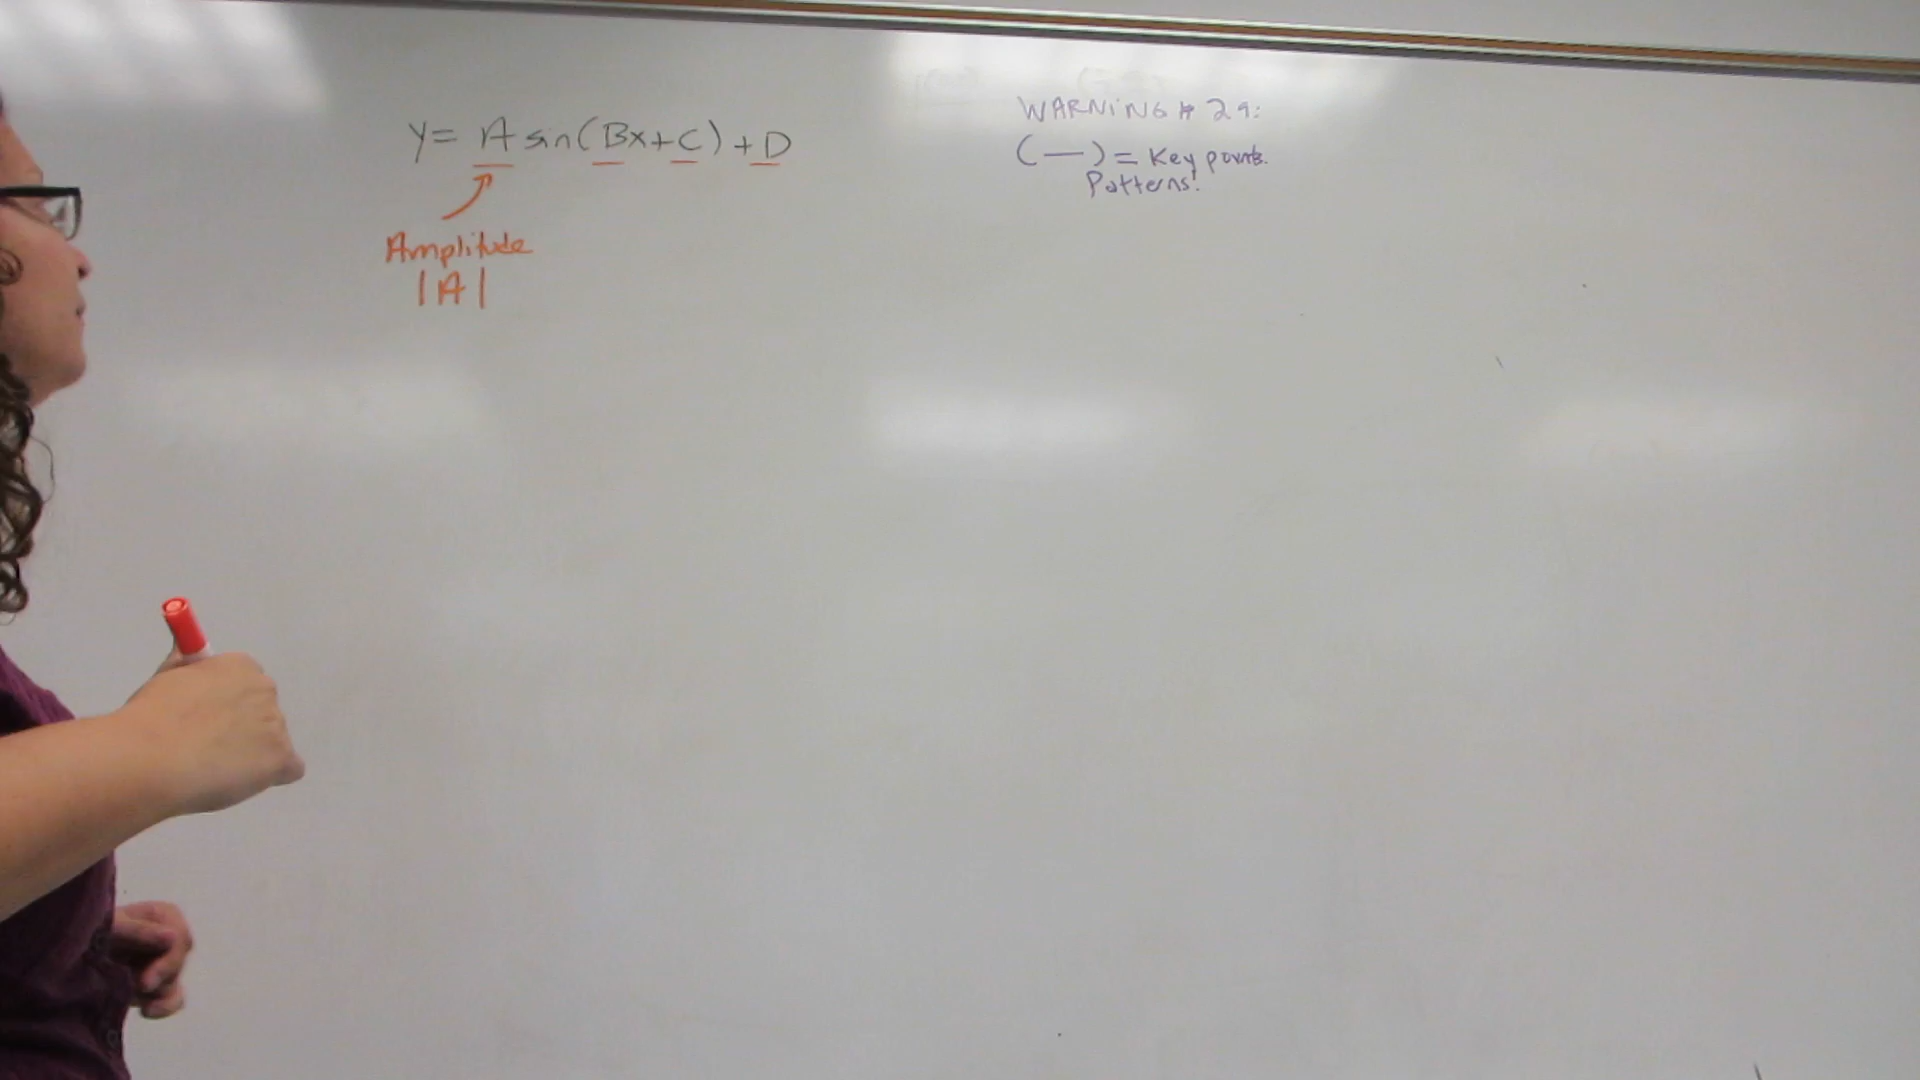 y = A sin(Bx+C) + D
Amplitude
|A|
WARNING # 29:
( — ) = Key points.
Patterns!